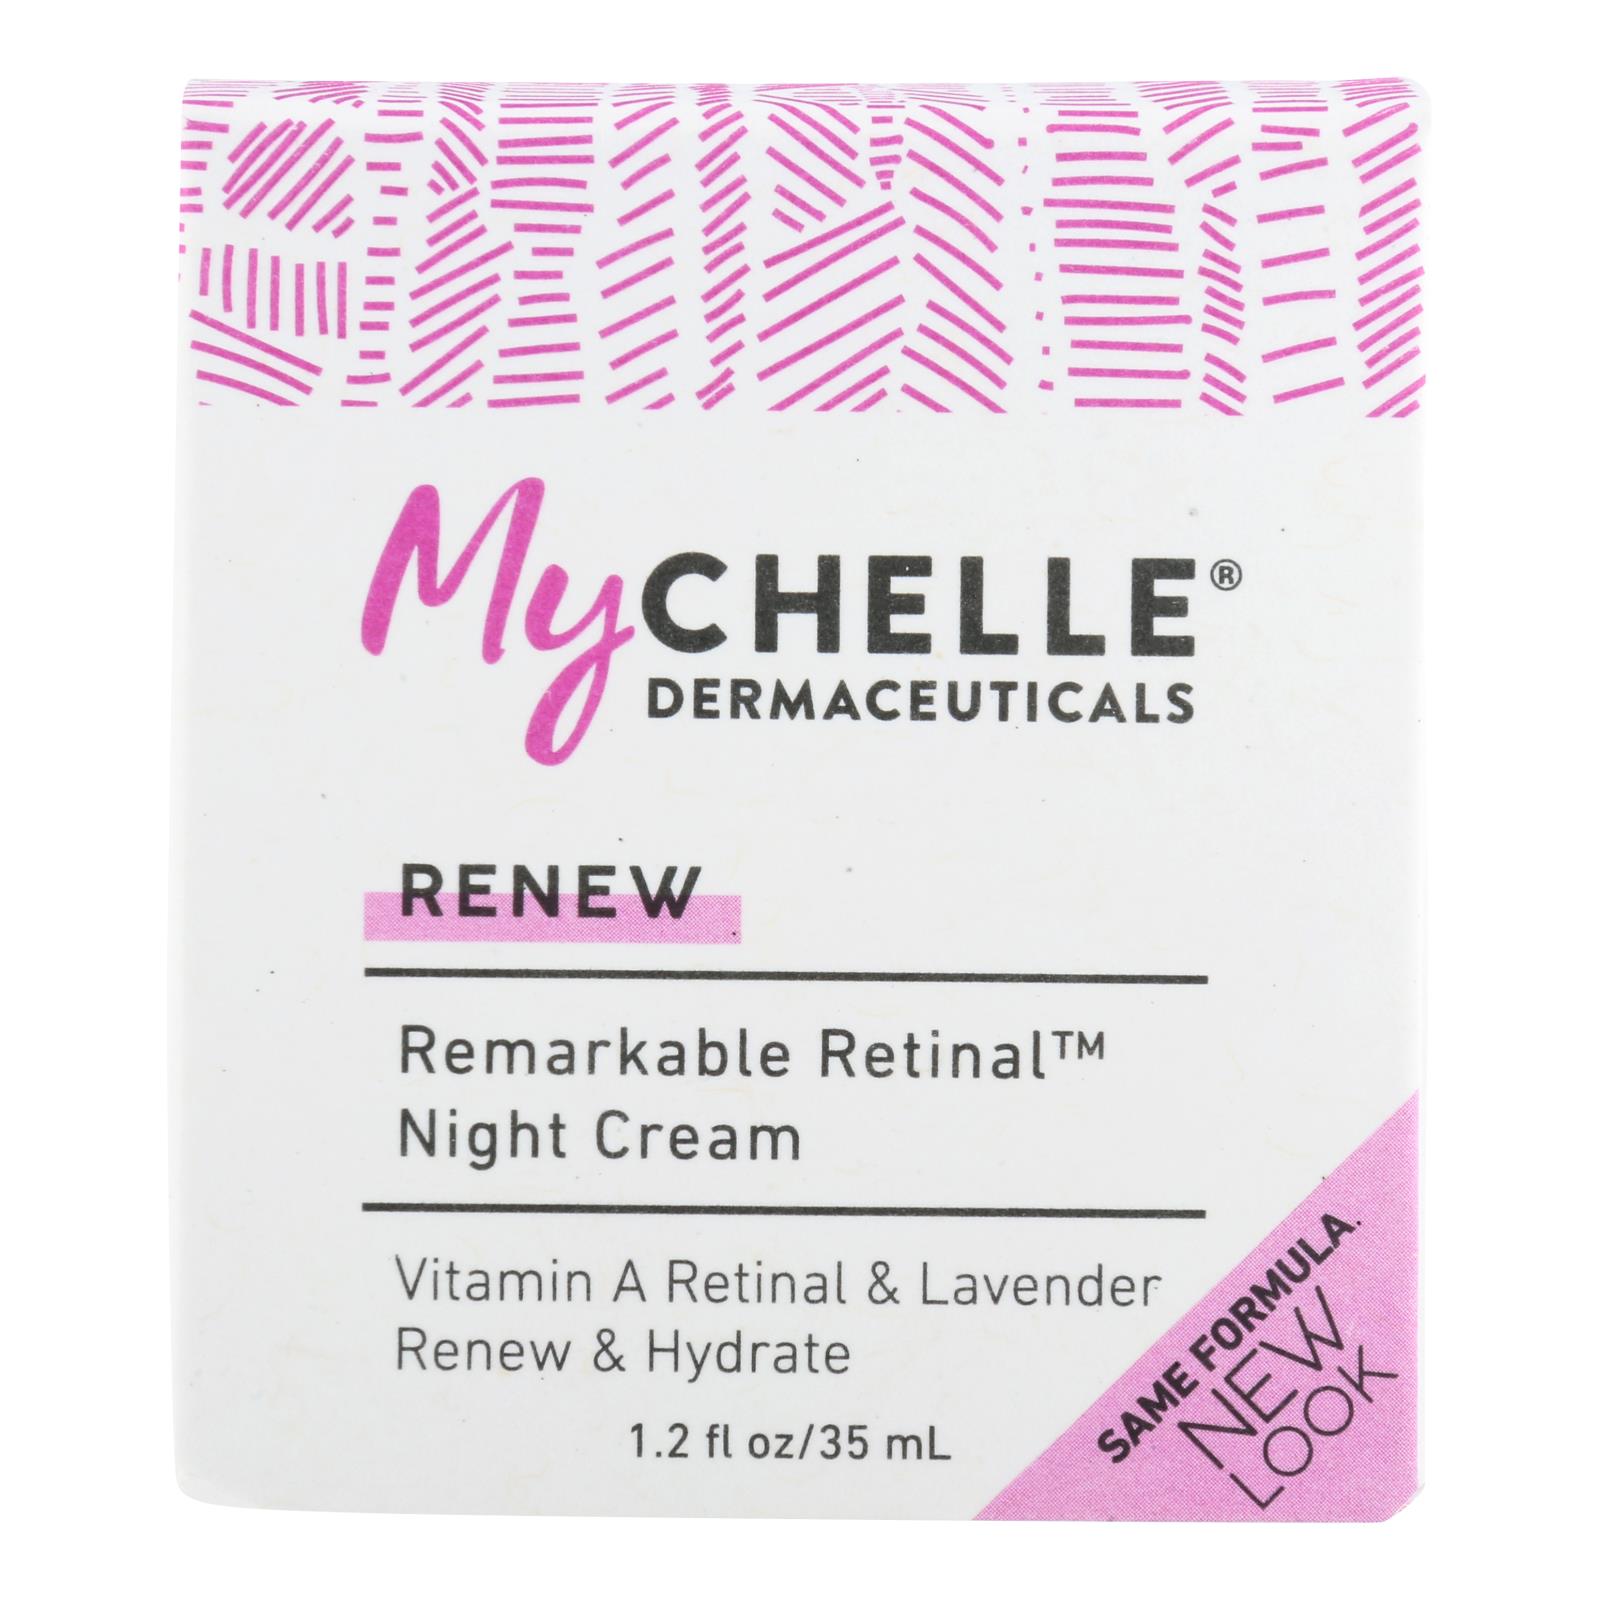 MyCHELLE®
DERMACEUTICALS
RENEW
Remarkable Retinal™
Night Cream
Vitamin A Retinal & Lavender
Renew & Hydrate
1.2 fl oz/35 mL
SAME FORMULA.
NEW
LOOK